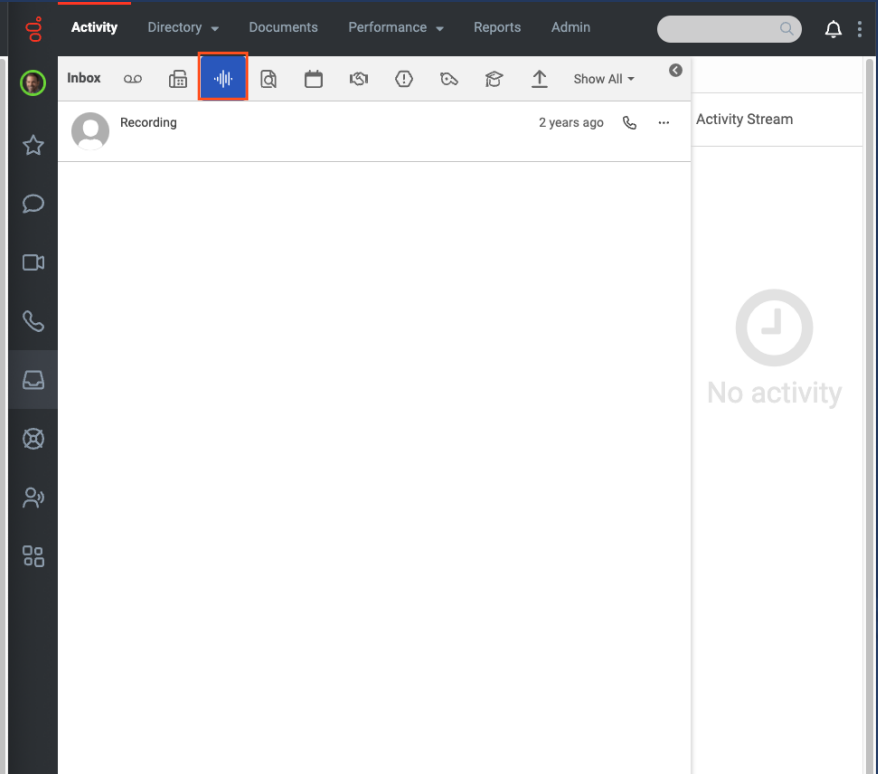 Activity
Directory
Documents
Performance
Reports
Admin
Inbox
Show All
Recording
2 years ago
Activity Stream
No activity